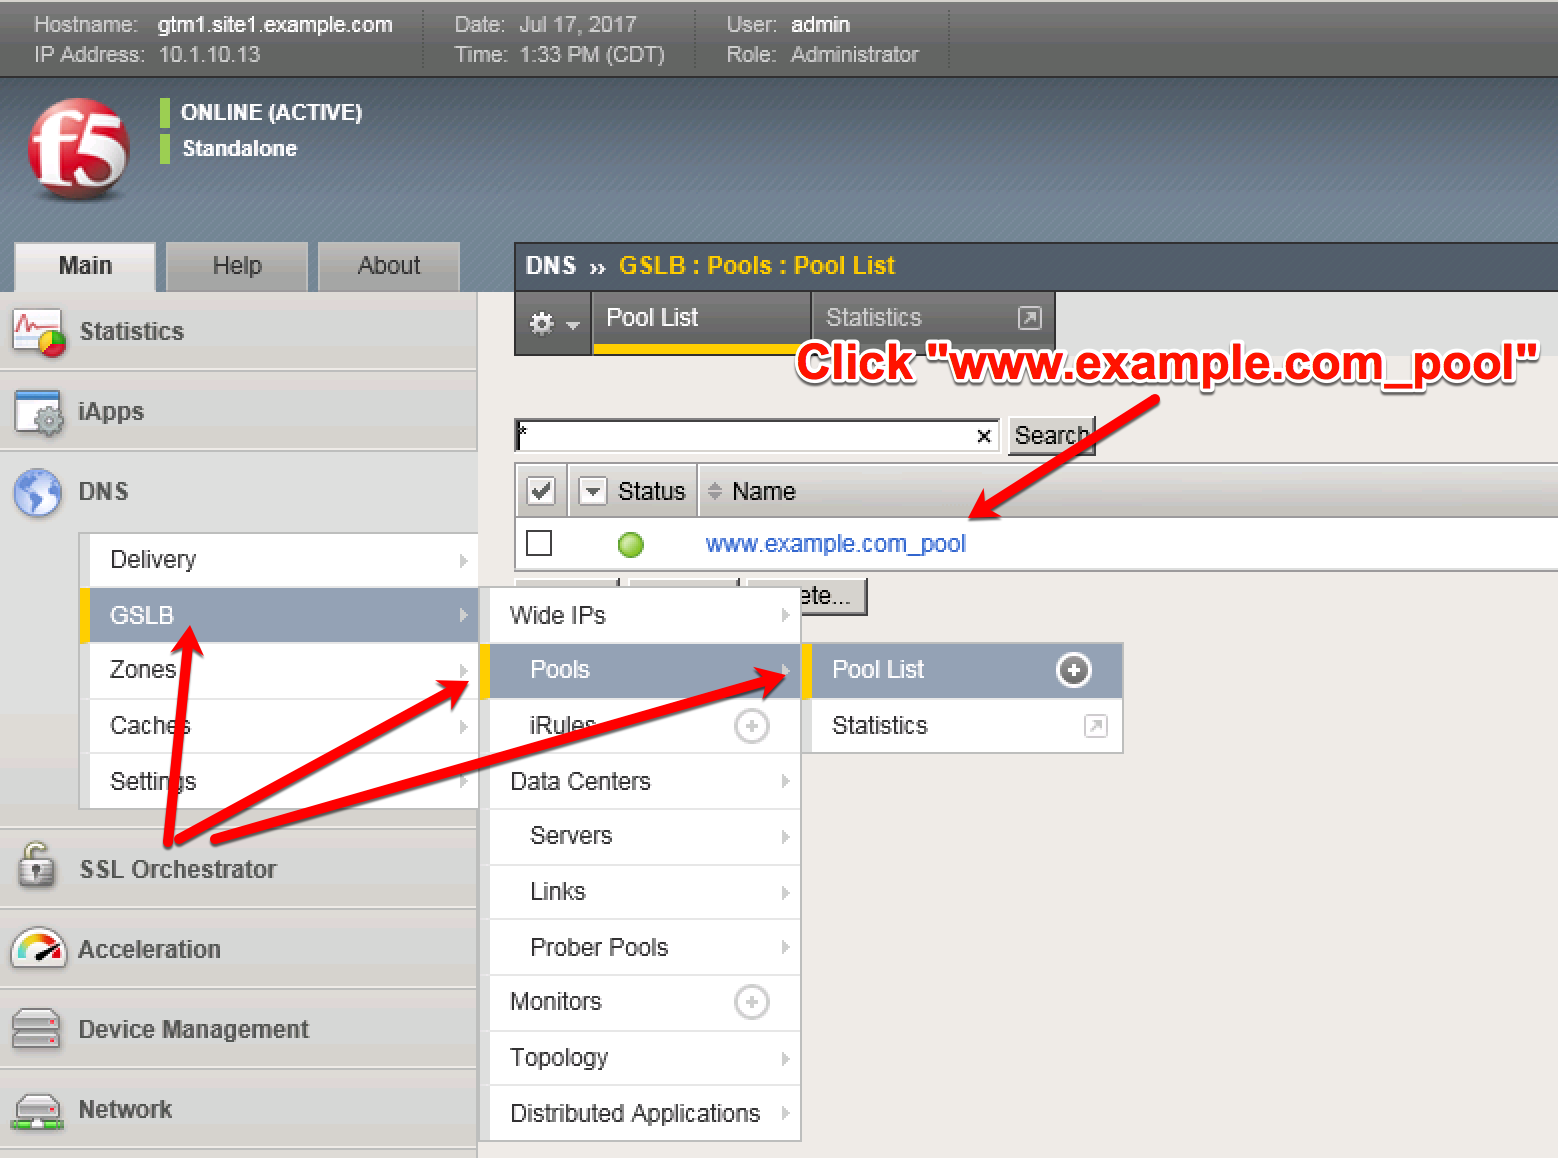 Hostname: gtm1.site1.example.com Date: Jul 17, 2017 User: admin
IP Address: 10.1.10.13 Time: 1:33 PM (CDT) Role: Administrator
f5
ONLINE (ACTIVE)
Standalone
Main Help About
DNS » GSLB : Pools : Pool List
Pool List Statistics
Click "www.example.com_pool"
* × Search
Status Name
www.example.com_pool
ete...
Statistics
iApps
DNS
Delivery
GSLB
Zones
Caches
Settings
Wide IPs
Pools
iRules
Data Centers
Servers
Links
Prober Pools
Monitors
Topology
Distributed Applications
Pool List
Statistics
SSL Orchestrator
Acceleration
Device Management
Network